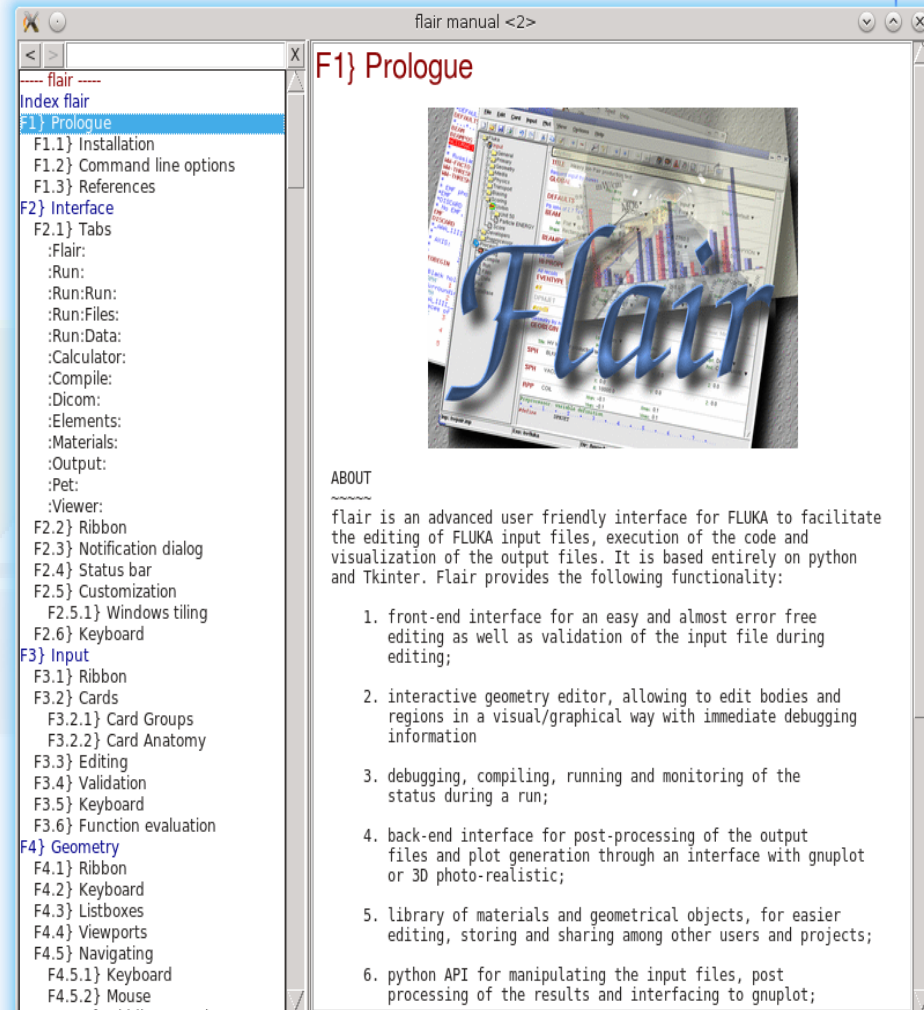 flair manual <2>
< > X
----- flair -----
Index flair
F1} Prologue
F1.1} Installation
F1.2} Command line options
F1.3} References
F2} Interface
F2.1} Tabs
:Flair:
:Run:
:Run:Run:
:Run:Files:
:Run:Data:
:Calculator:
:Compile:
:Dicom:
:Elements:
:Materials:
:Output:
:Pet:
:Viewer:
F2.2} Ribbon
F2.3} Notification dialog
F2.4} Status bar
F2.5} Customization
F2.5.1} Windows tiling
F2.6} Keyboard
F3} Input
F3.1} Ribbon
F3.2} Cards
F3.2.1} Card Groups
F3.2.2} Card Anatomy
F3.3} Editing
F3.4} Validation
F3.5} Keyboard
F3.6} Function evaluation
F4} Geometry
F4.1} Ribbon
F4.2} Keyboard
F4.3} Listboxes
F4.4} Viewports
F4.5} Navigating
F4.5.1} Keyboard
F4.5.2} Mouse
F1} Prologue
Flair
ABOUT
~~~~~
flair is an advanced user friendly interface for FLUKA to facilitate
the editing of FLUKA input files, execution of the code and
visualization of the output files. It is based entirely on python
and Tkinter. Flair provides the following functionality:
1. front-end interface for an easy and almost error free
editing as well as validation of the input file during
editing;
2. interactive geometry editor, allowing to edit bodies and
regions in a visual/graphical way with immediate debugging
information
3. debugging, compiling, running and monitoring of the
status during a run;
4. back-end interface for post-processing of the output
files and plot generation through an interface with gnuplot
or 3D photo-realistic;
5. library of materials and geometrical objects, for easier
editing, storing and sharing among other users and projects;
6. python API for manipulating the input files, post
processing of the results and interfacing to gnuplot;